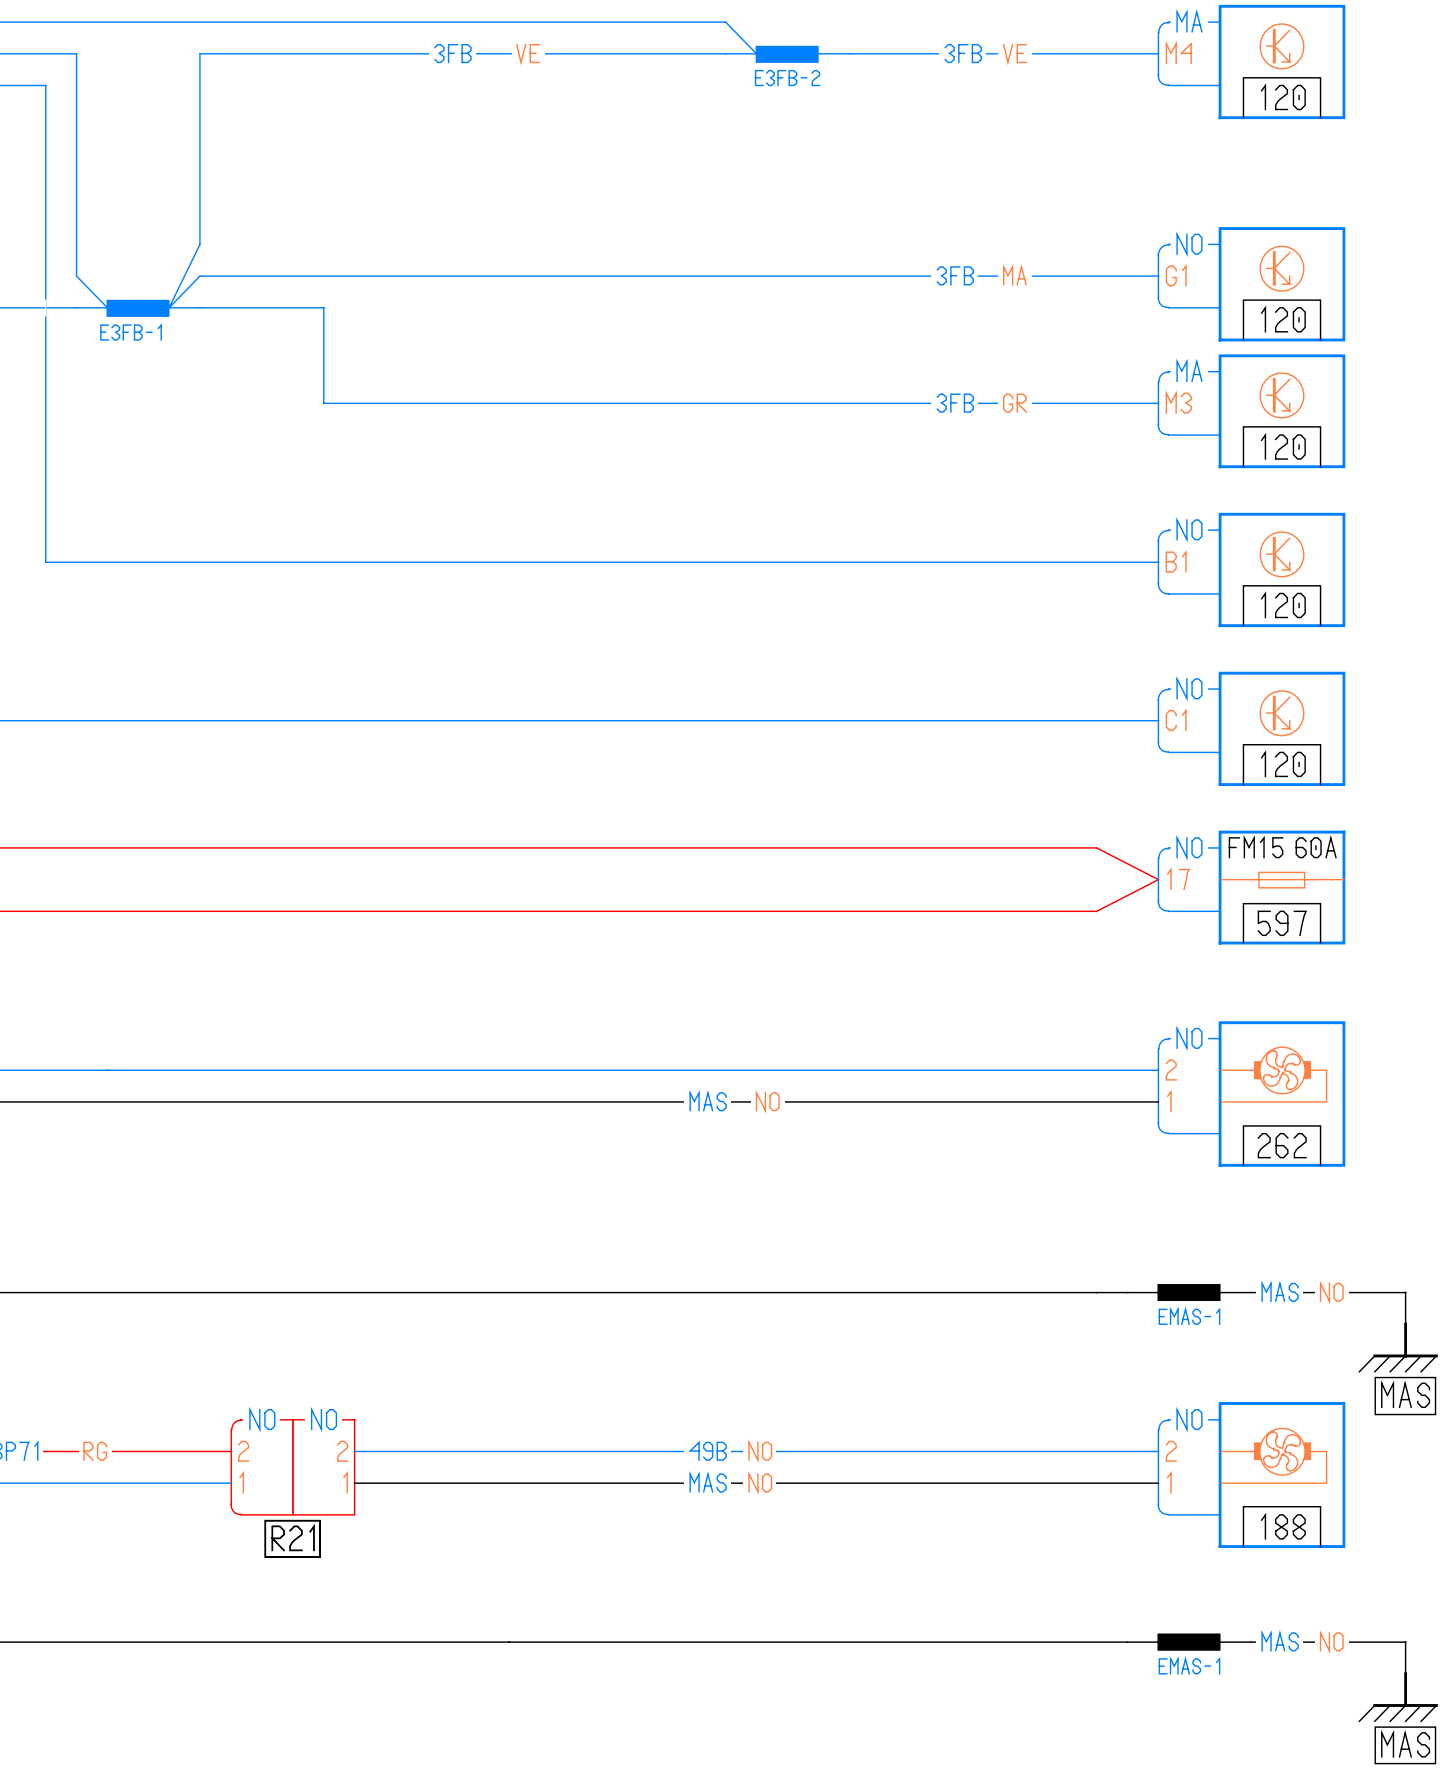 MA
3FB VE 3FB VE M4
E3FB-2
120
NO
3FB MA G1
120
E3FB-1
MA
3FB GR M3
120
NO
B1
120
NO
C1
120
NO FM15 60A
17
597
NO
2
MAS NO 1
262
MAS NO
EMAS-1
MAS
NO NO NO
BP71 RG 2 2 49B NO 2
1 1 MAS NO 1
R21
188
MAS NO
EMAS-1
MAS